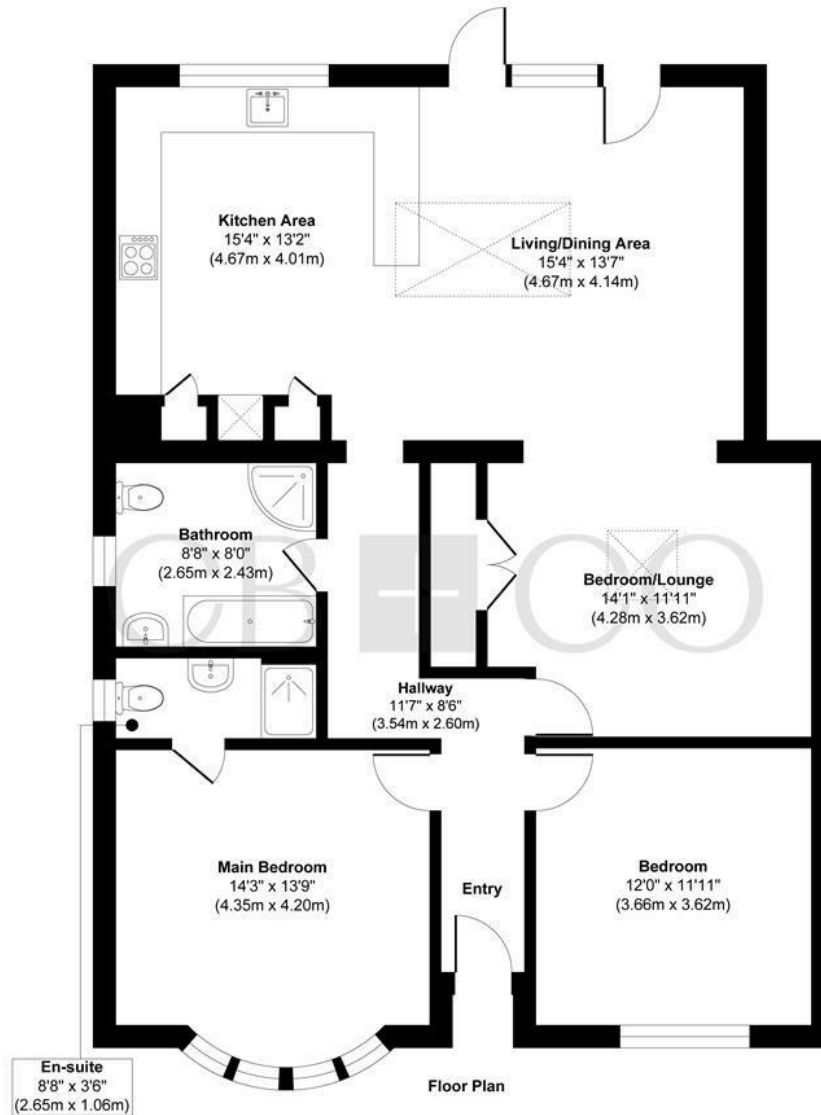 Kitchen Area
15'4" x 13'2"
(4.67m x 4.01m)
Living/Dining Area
15'4" x 13'7"
(4.67m x 4.14m)
Bathroom
8'8" x 8'0"
(2.65m x 2.43m)
CB+CO
Bedroom/Lounge
14'1" x 11'11"
(4.28m x 3.62m)
Hallway
11'7" x 8'6"
(3.54m x 2.60m)
Main Bedroom
14'3" x 13'9"
(4.35m x 4.20m)
Entry
Bedroom
12'0" x 11'11"
(3.66m x 3.62m)
En-suite
8'8" x 3'6"
(2.65m x 1.06m)
Floor Plan